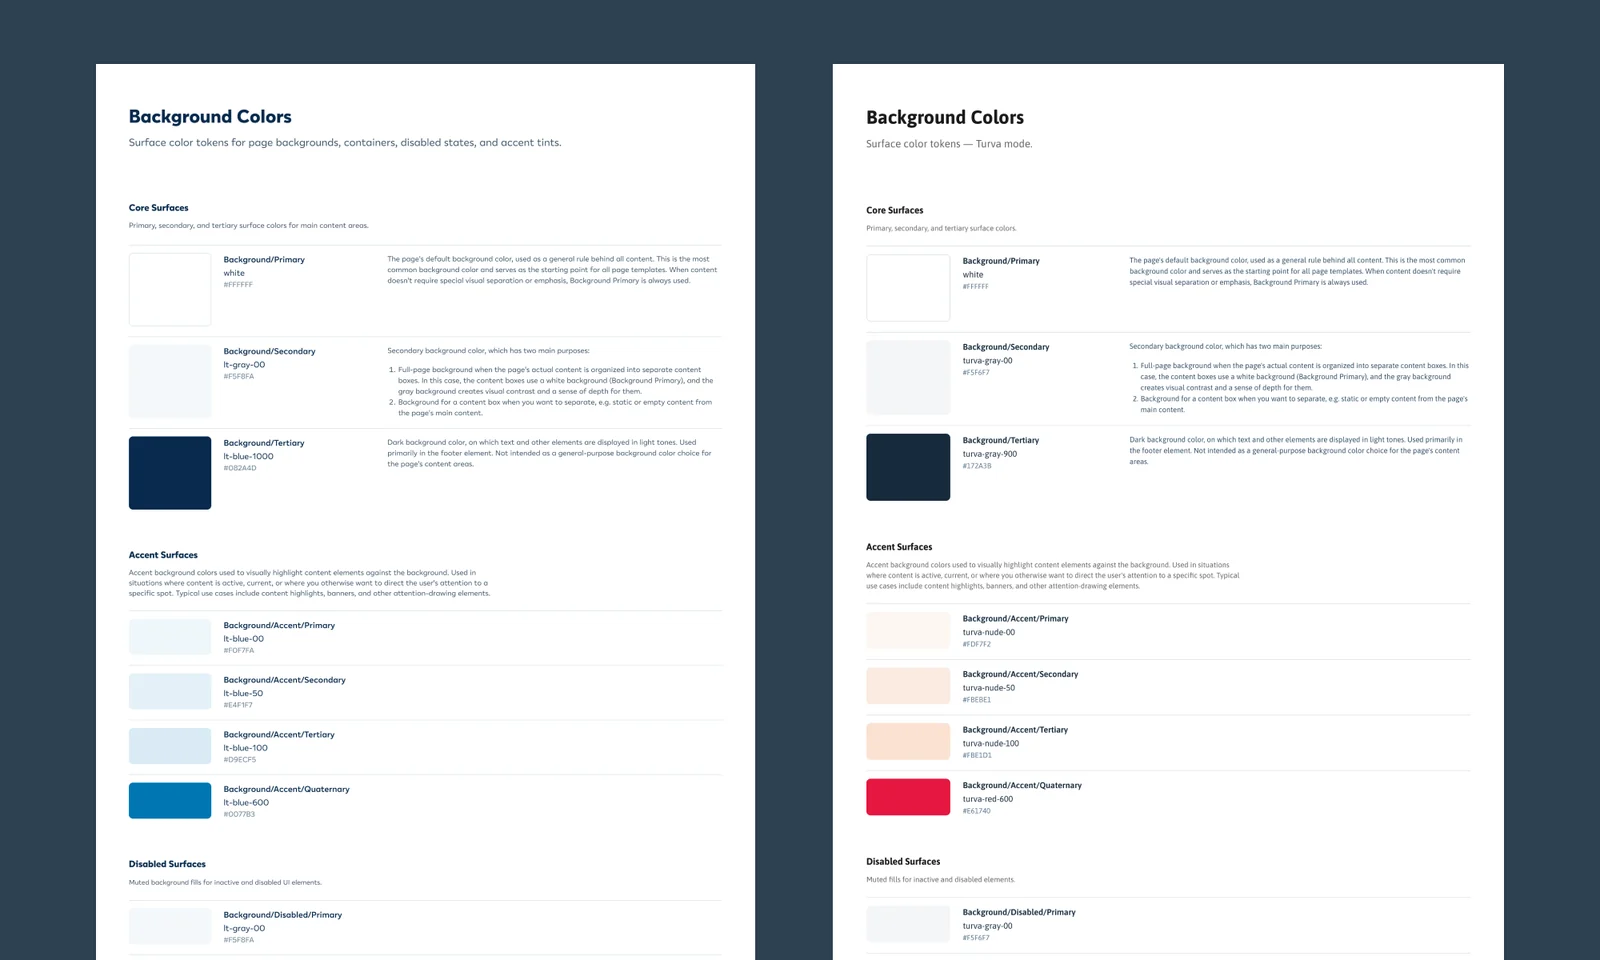 Background Colors
Surface color tokens for page backgrounds, containers, disabled states, and accent tints.
Core Surfaces
Primary, secondary, and tertiary surface colors for main content areas.
Background/Primary
white
#FFFFFF
The page's default background color, used as a general rule behind all content. This is the most
common background color and serves as the starting point for all page templates. When content
doesn't require special visual separation or emphasis, Background Primary is always used.
Background/Secondary
lt-gray-00
#F5F8FA
Secondary background color, which has two main purposes:
1. Full-page background when the page's actual content is organized into separate content
boxes. In this case, the content boxes use a white background (Background Primary), and the
gray background creates visual contrast and a sense of depth for them.
2. Background for a content box when you want to separate, e.g. static or empty content from
the page's main content.
Background/Tertiary
lt-blue-1000
#082A4D
Dark background color, on which text and other elements are displayed in light tones. Used
primarily in the footer element. Not intended as a general-purpose background color choice for
the page's content areas.
Accent Surfaces
Accent background colors used to visually highlight content elements against the background. Used in
situations where content is active, current, or where you otherwise want to direct the user's attention to a
specific spot. Typical use cases include content highlights, banners, and other attention-drawing elements.
Background/Accent/Primary
lt-blue-00
#F0F7FA
Background/Accent/Secondary
lt-blue-50
#E4F1F7
Background/Accent/Tertiary
lt-blue-100
#D9ECF5
Background/Accent/Quaternary
lt-blue-600
#0077B3
Disabled Surfaces
Muted background fills for inactive and disabled UI elements.
Background/Disabled/Primary
lt-gray-00
#F5F8FA
Background Colors
Surface color tokens — Turva mode.
Core Surfaces
Primary, secondary, and tertiary surface colors.
Background/Primary
white
#FFFFFF
The page's default background color, used as a general rule behind all content. This is the most common
background color and serves as the starting point for all page templates. When content doesn't require
special visual separation or emphasis, Background Primary is always used.
Background/Secondary
turva-gray-00
#F5F6F7
Secondary background color, which has two main purposes:
1. Full-page background when the page's actual content is organized into separate content boxes. In this
case, the content boxes use a white background (Background Primary), and the gray background
creates visual contrast and a sense of depth for them.
2. Background for a content box when you want to separate, e.g. static or empty content from the page's
main content.
Background/Tertiary
turva-gray-900
#172A3B
Dark background color, on which text and other elements are displayed in light tones. Used primarily in
the footer element. Not intended as a general-purpose background color choice for the page's content
areas.
Accent Surfaces
Accent background colors used to visually highlight content elements against the background. Used in situations
where content is active, current, or where you otherwise want to direct the user's attention to a specific spot. Typical
use cases include content highlights, banners, and other attention-drawing elements.
Background/Accent/Primary
turva-nude-00
#FDF7F2
Background/Accent/Secondary
turva-nude-50
#FBEBE1
Background/Accent/Tertiary
turva-nude-100
#FBE1D1
Background/Accent/Quaternary
turva-red-600
#E61740
Disabled Surfaces
Muted fills for inactive and disabled elements.
Background/Disabled/Primary
turva-gray-00
#F5F6F7